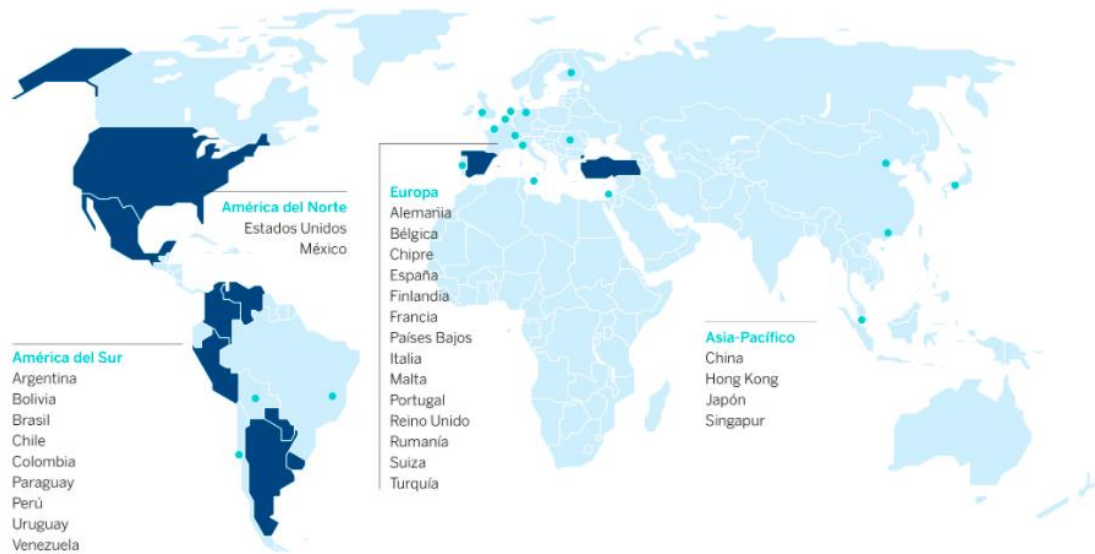 América del Norte
Estados Unidos
México
América del Sur
Argentina
Bolivia
Brasil
Chile
Colombia
Paraguay
Perú
Uruguay
Venezuela
Europa
Alemania
Bélgica
Chipre
España
Finlandia
Francia
Países Bajos
Italia
Malta
Portugal
Reino Unido
Rumanía
Suiza
Turquía
Asia-Pacífico
China
Hong Kong
Japón
Singapur